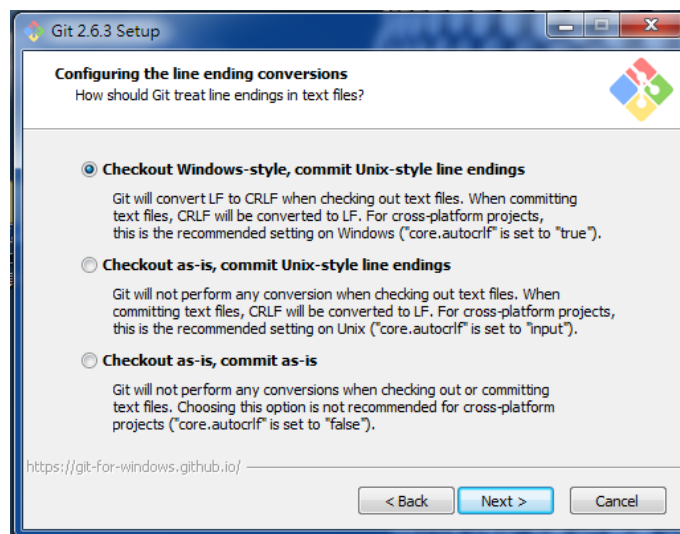 Git 2.6.3 Setup
Configuring the line ending conversions
How should Git treat line endings in text files?
Checkout Windows-style, commit Unix-style line endings
Git will convert LF to CRLF when checking out text files. When committing
text files, CRLF will be converted to LF. For cross-platform projects,
this is the recommended setting on Windows ("core.autocrlf" is set to "true").
Checkout as-is, commit Unix-style line endings
Git will not perform any conversion when checking out text files. When
committing text files, CRLF will be converted to LF. For cross-platform projects,
this is the recommended setting on Unix ("core.autocrlf" is set to "input").
Checkout as-is, commit as-is
Git will not perform any conversions when checking out or committing
text files. Choosing this option is not recommended for cross-platform
projects ("core.autocrlf" is set to "false").
https://git-for-windows.github.io/
< Back
Next >
Cancel